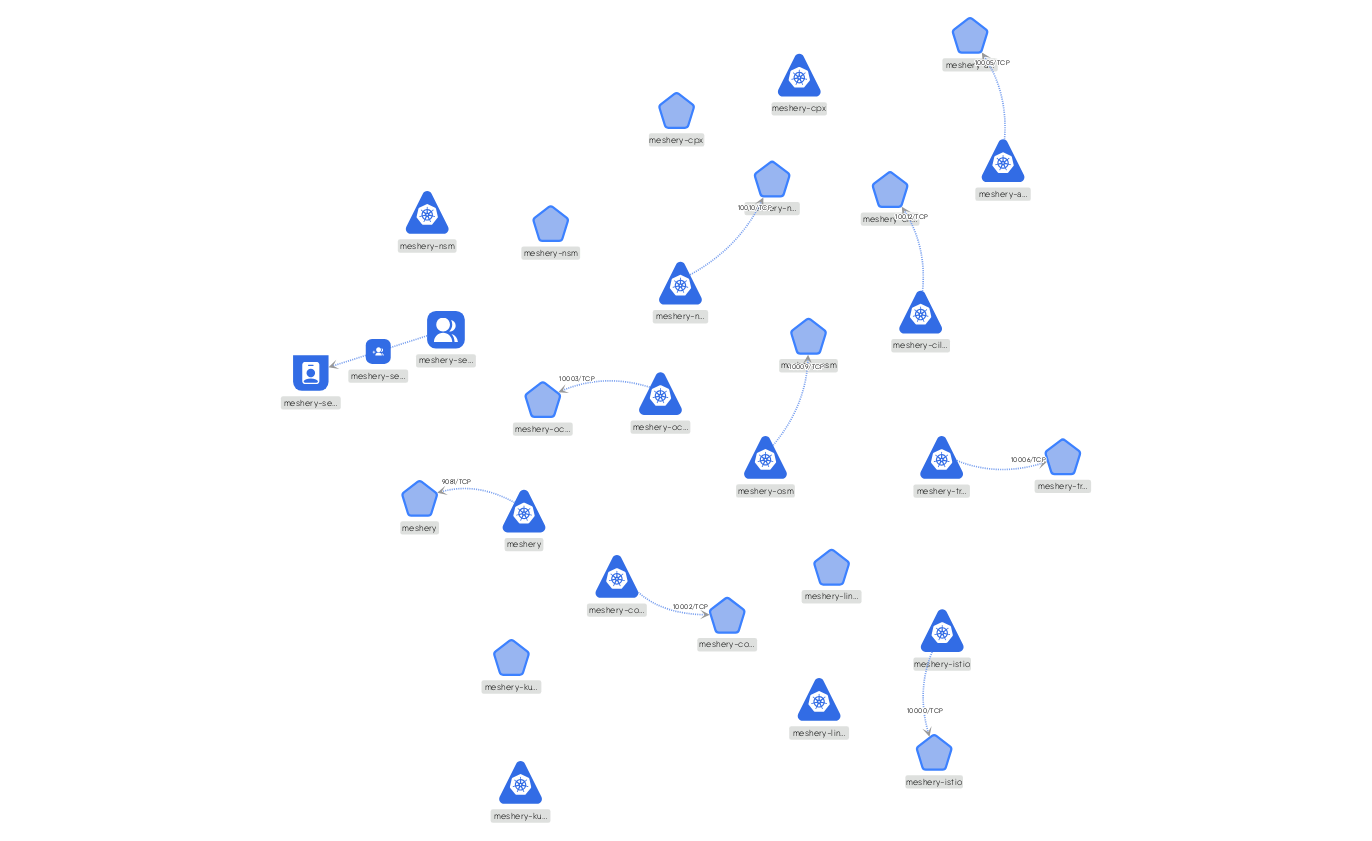 10005/TCP
meshery-cpx
meshery-cpx
meshery-a...
10010/TCP
10012/TCP
meshery-nsm
meshery-nsm
meshery-n...
meshery-cil...
meshery-se...
meshery-se...
meshery-se...
10009/TCP
10003/TCP
meshery-oc...
meshery-oc...
10006/TCP
meshery-osm
meshery-tr...
meshery-tr...
9081/TCP
meshery
meshery
meshery-co...
10002/TCP
meshery-lin...
meshery-co...
meshery-istio
meshery-ku...
10000/TCP
meshery-lin...
meshery-istio
meshery-ku...